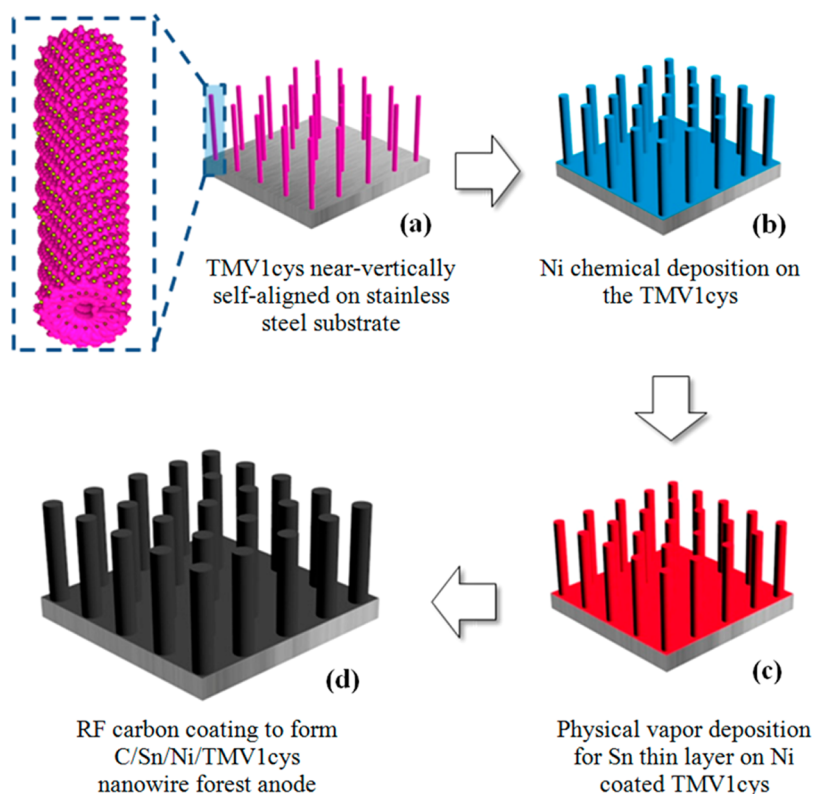 (a)
TMV1cys near-vertically
self-aligned on stainless
steel substrate
(b)
Ni chemical deposition on
the TMV1cys
(c)
Physical vapor deposition
for Sn thin layer on Ni
coated TMV1cys
(d)
RF carbon coating to form
C/Sn/Ni/TMV1cys
nanowire forest anode